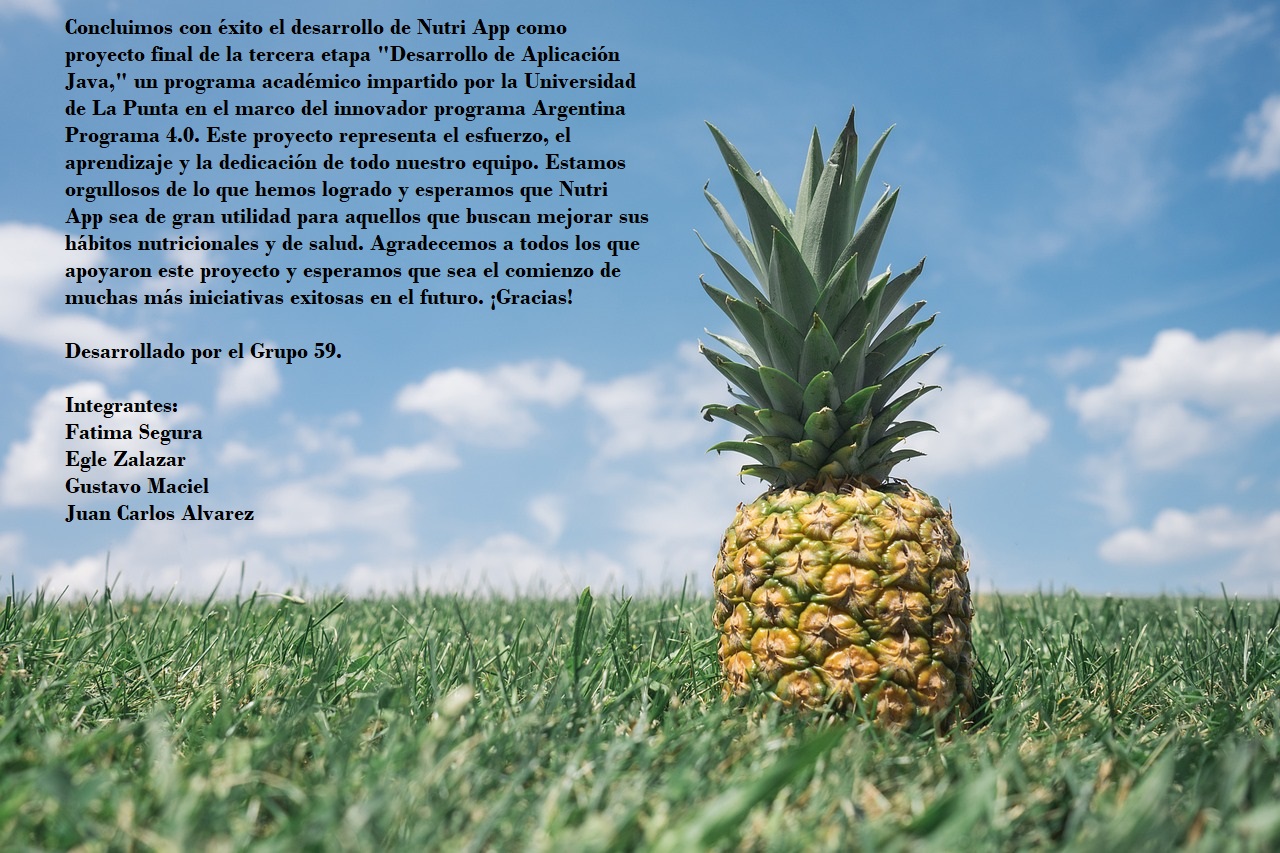 Concluimos con éxito el desarrollo de Nutri App como
proyecto final de la tercera etapa "Desarrollo de Aplicación
Java," un programa académico impartido por la Universidad
de La Punta en el marco del innovador programa Argentina
Programa 4.0. Este proyecto representa el esfuerzo, el
aprendizaje y la dedicación de todo nuestro equipo. Estamos
orgullosos de lo que hemos logrado y esperamos que Nutri
App sea de gran utilidad para aquellos que buscan mejorar sus
hábitos nutricionales y de salud. Agradecemos a todos los que
apoyaron este proyecto y esperamos que sea el comienzo de
muchas más iniciativas exitosas en el futuro. ¡Gracias!
Desarrollado por el Grupo 59.
Integrantes:
Fatima Segura
Egle Zalazar
Gustavo Maciel
Juan Carlos Alvarez